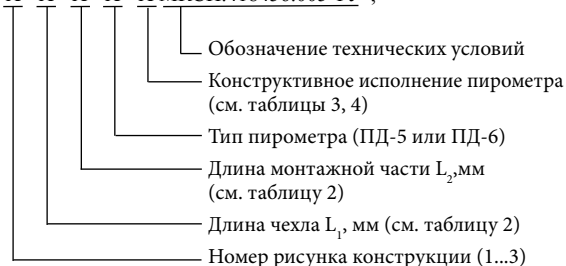 Обозначение технических условий
Конструктивное исполнение пирометра
(см. таблицы 3, 4)
Тип пирометра (ПД-5 или ПД-6)
Длина монтажной части L2,мм
(см. таблицу 2)
Длина чехла L1, мм (см. таблицу 2)
Номер рисунка конструкции (1...3)